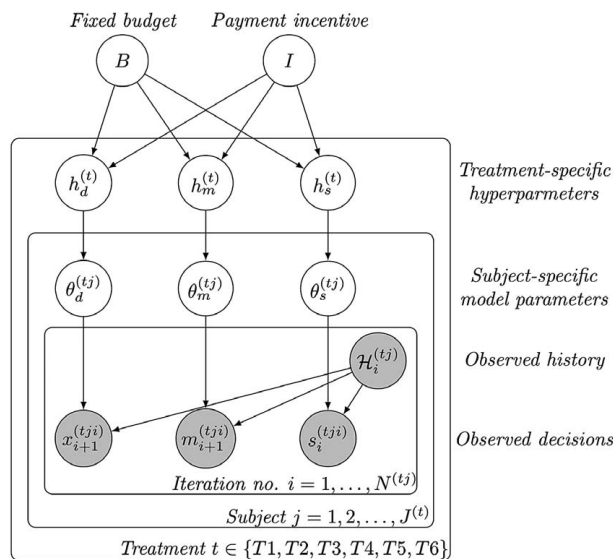 Fixed budget Payment incentive
B I
h_d^{(t)} h_m^{(t)} h_s^{(t)} Treatment-specific
hyperparmeters
θ_d^{(tj)} θ_m^{(tj)} θ_s^{(tj)} Subject-specific
model parameters
ℋ_i^{(tj)} Observed history
x_{i+1}^{(tji)} m_{i+1}^{(tji)} s_i^{(tji)} Observed decisions
Iteration no. i = 1, . . . , N^{(tj)}
Subject j = 1, 2, . . . , J^{(t)}
Treatment t ∈ {T1, T2, T3, T4, T5, T6}